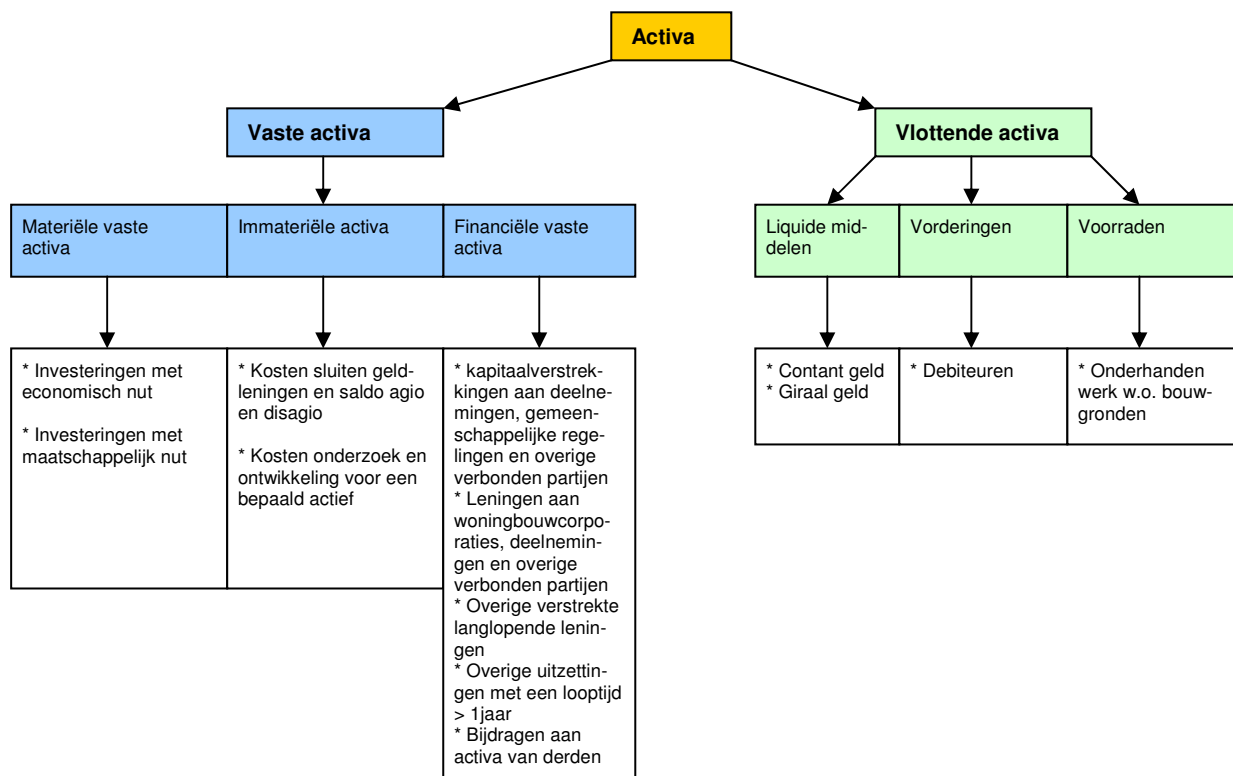 Activa
Vaste activa
Vlottende activa
Materiële vaste
activa
Immateriële activa
Financiële vaste
activa
Liquide mid-
delen
Vorderingen
Voorraden
* Investeringen met
economisch nut
* Investeringen met
maatschappelijk nut
* Kosten sluiten geld-
leningen en saldo agio
en disagio
* Kosten onderzoek en
ontwikkeling voor een
bepaald actief
* kapitaalverstrek-
kingen aan deelne-
mingen, gemeen-
schappelijke rege-
lingen en overige
verbonden partijen
* Leningen aan
woningbouwcorpo-
raties, deelnemin-
gen en overige
verbonden partijen
* Overige verstrekte
langlopende lenin-
gen
* Overige uitzettin-
gen met een looptijd
> 1jaar
* Bijdragen aan
activa van derden
* Contant geld
* Giraal geld
* Debiteuren
* Onderhanden
werk w.o. bouw-
gronden